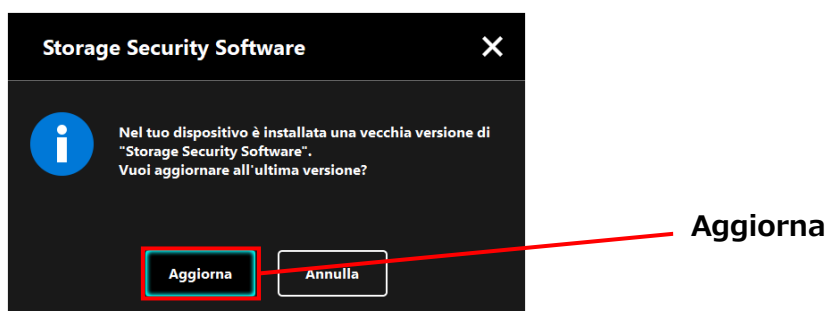 Storage Security Software
Nel tuo dispositivo è installata una vecchia versione di
"Storage Security Software".
Vuoi aggiornare all'ultima versione?
Aggiorna
Annulla
Aggiorna